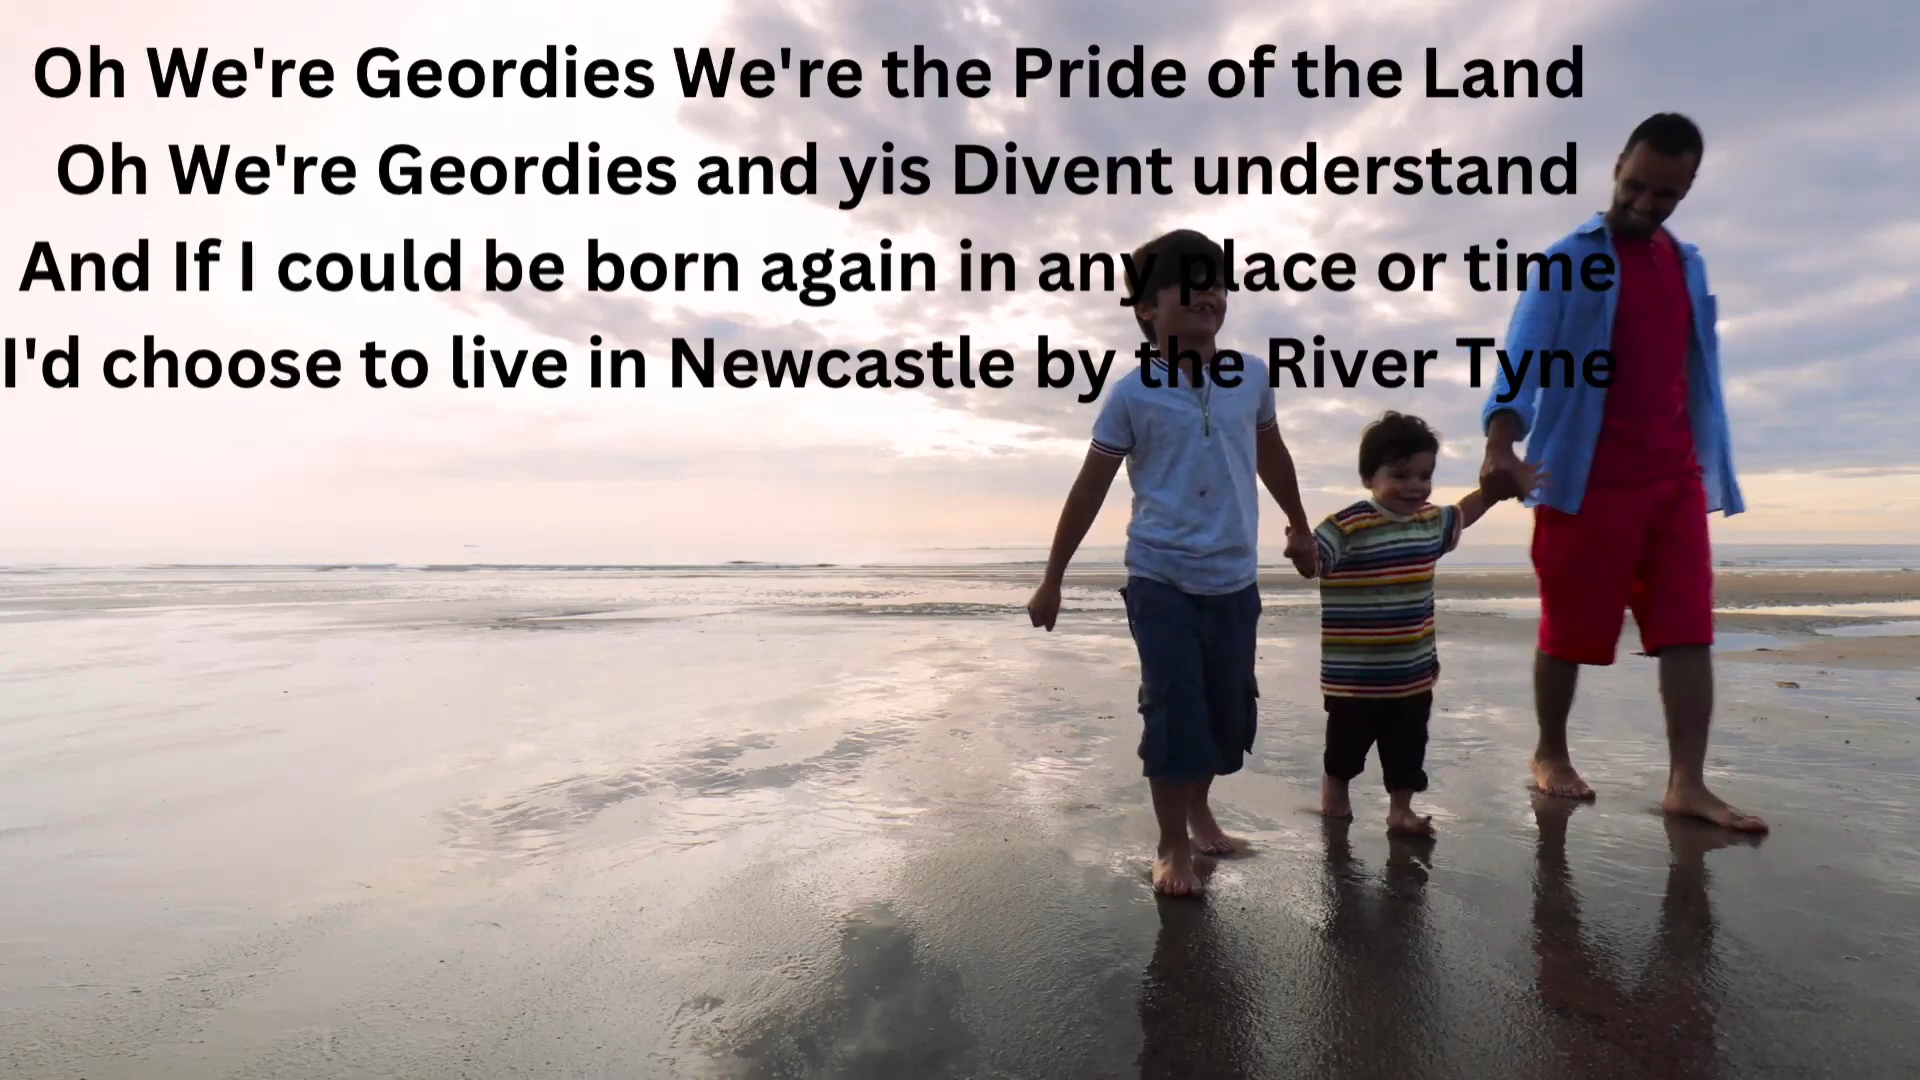 Oh We're Geordies We're the Pride of the Land
Oh We're Geordies and yis Divent understand
And If I could be born again in any place or time
I'd choose to live in Newcastle by the River Tyne